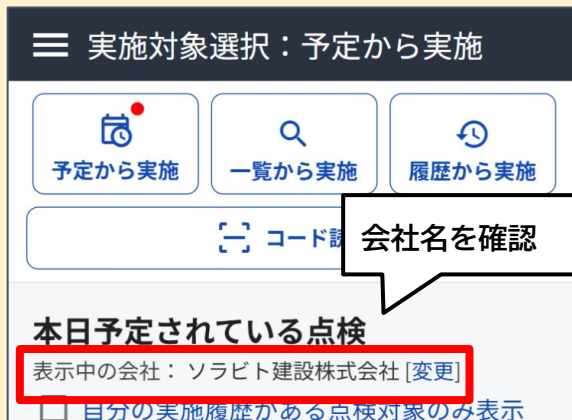 実施対象選択：予定から実施
予定から実施
一覧から実施
履歴から実施
コード読
会社名を確認
本日予定されている点検
表示中の会社： ソラビト建設株式会社 [変更]
自分の実施履歴がある点検対象のみ表示